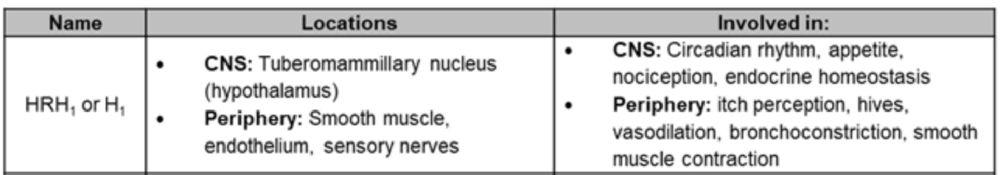 Name
Locations
Involved in:
HRH₁ or H₁
• CNS: Tuberomammillary nucleus
(hypothalamus)
• Periphery: Smooth muscle,
endothelium, sensory nerves
• CNS: Circadian rhythm, appetite,
nociception, endocrine homeostasis
• Periphery: itch perception, hives,
vasodilation, bronchoconstriction, smooth
muscle contraction